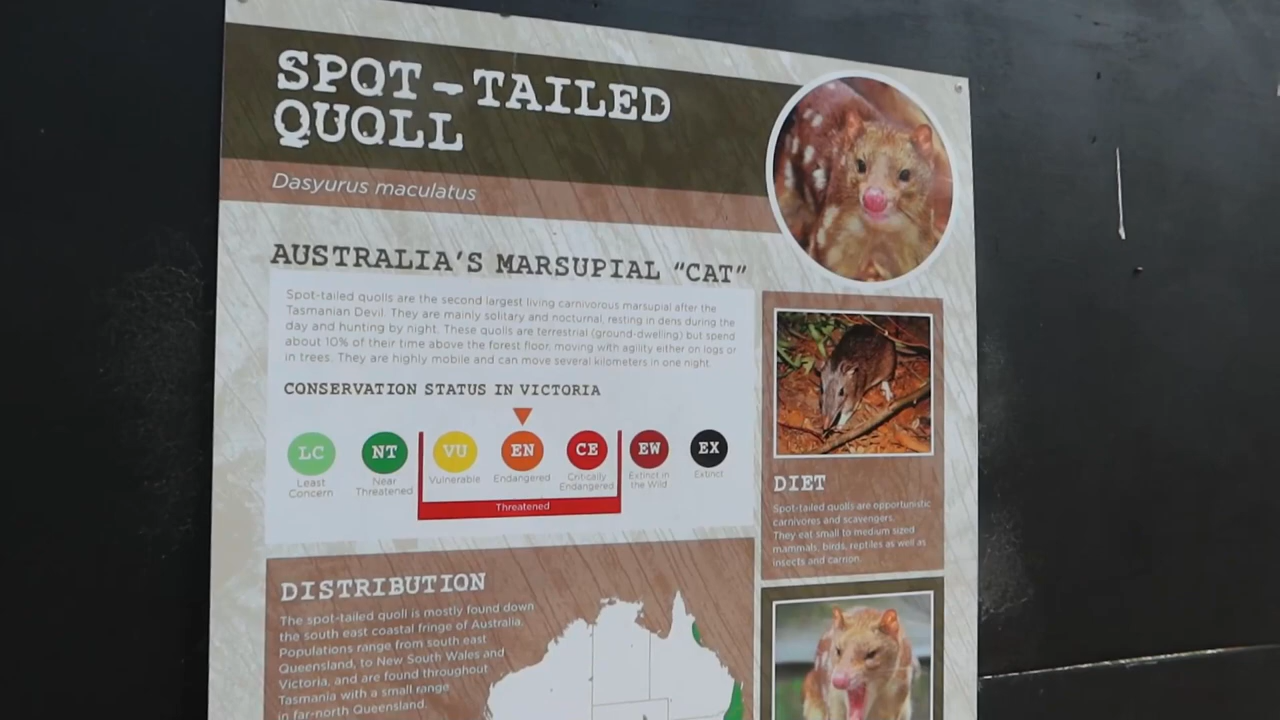 SPOT-TAILED
QUOLL
Dasyurus maculatus
AUSTRALIA'S MARSUPIAL "CAT"
Spot-tailed quolls are the second largest living carnivorous marsupial after the
Tasmanian Devil. They are mainly solitary and nocturnal, resting in dens during the
day and hunting by night. These quolls are terrestrial (ground-dwelling) but spend
about 10% of their time above the forest floor, moving with agility either on logs or
in trees. They are highly mobile and can move several kilometers in one night.
CONSERVATION STATUS IN VICTORIA
LC NT VU EN CE EW EX
Least
Concern
Near
Threatened
Vulnerable
Endangered
Critically
Endangered
Extinct in
the Wild
Extinct
Threatened
DIET
Spot-tailed quolls are opportunistic
carnivores and scavengers.
They eat small to medium sized
mammals, birds, reptiles as well as
insects and carrion.
DISTRIBUTION
The spot-tailed quoll is mostly found down
the south east coastal fringe of Australia.
Populations range from south east
Queensland, to New South Wales and
Victoria, and are found throughout
Tasmania with a small range
in far-north Queensland.